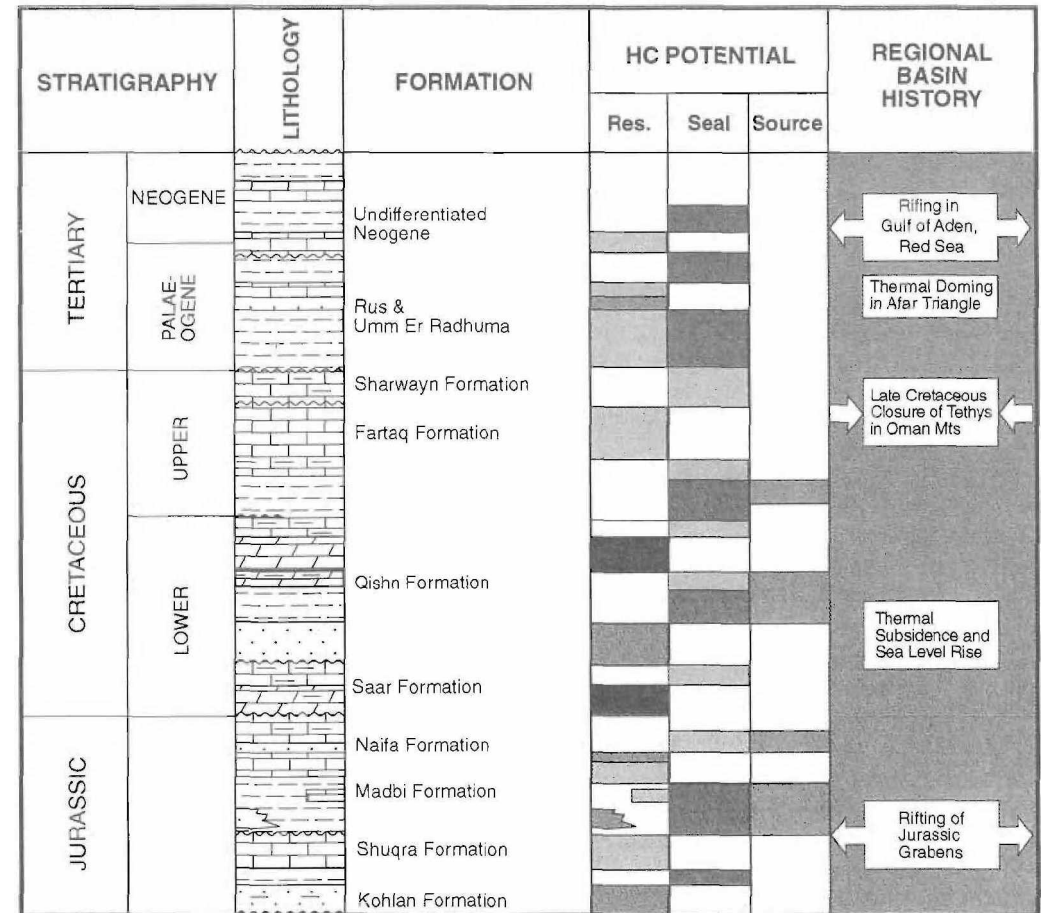 STRATIGRAPHY
LITHOLOGY
FORMATION
HC POTENTIAL
Res.
Seal
Source
REGIONAL
BASIN
HISTORY
TERTIARY
NEOGENE
PALAE-
OGENE
CRETACEOUS
UPPER
LOWER
JURASSIC
Undifferentiated
Neogene
Rus &
Umm Er Radhuma
Sharwayn Formation
Fartaq Formation
Qishn Formation
Saar Formation
Naifa Formation
Madbi Formation
Shuqra Formation
Kohlan Formation
Rifing in
Gulf of Aden,
Red Sea
Thermal Doming
in Afar Triangle
Late Cretaceous
Closure of Tethys
in Oman Mts
Thermal
Subsidence and
Sea Level Rise
Rifting of
Jurassic
Grabens